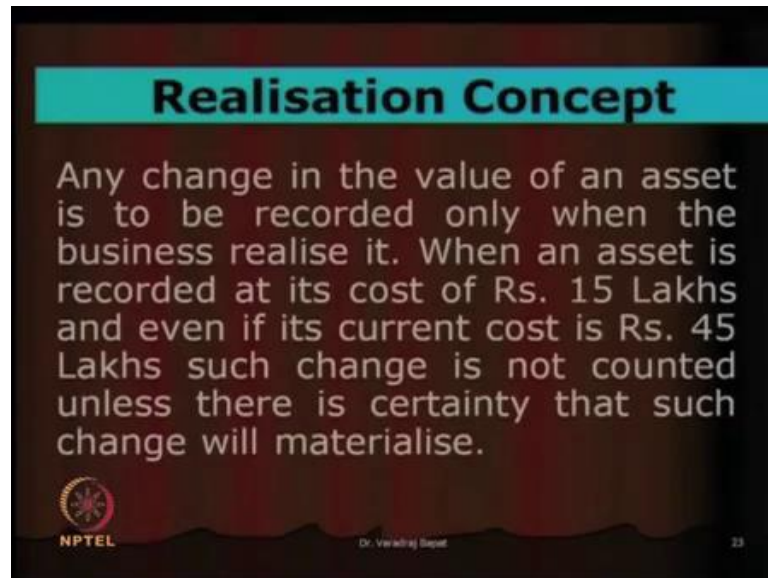 Realisation Concept
Any change in the value of an asset
is to be recorded only when the
business realise it. When an asset is
recorded at its cost of Rs. 15 Lakhs
and even if its current cost is Rs. 45
Lakhs such change is not counted
unless there is certainty that such
change will materialise.
NPTEL
Dr. Varadraj Bapat
23